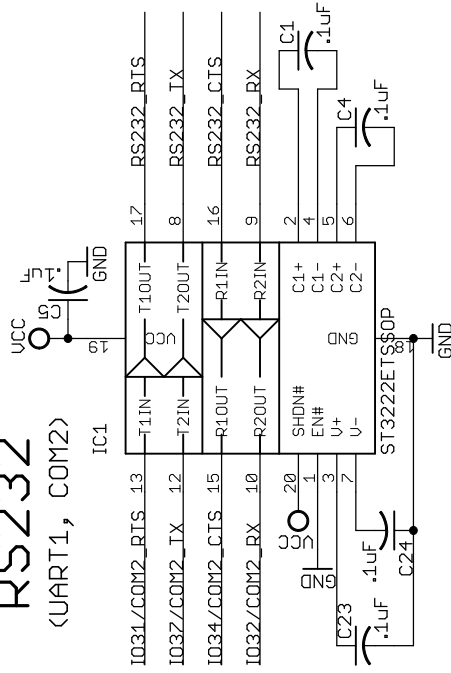 RS232
(UART1, COM2)
IC1
VCC
C5
.1uF
GND
19
VCC
IO31/COM2_RTS 13 T1IN T1OUT 17 RS232_RTS
IO37/COM2_TX 12 T2IN T2OUT 8 RS232_TX
IO34/COM2_CTS 15 R1OUT R1IN 16 RS232_CTS
IO32/COM2_RX 10 R2OUT R2IN 9 RS232_RX
VCC 20 SHDN# C1+ 2
GND 1 EN# C1- 4
3 V+ C2+ 5
7 V- C2- 6
C1
.1uF
C4
.1uF
GND
18
ST3222ETSSOP
GND
C23
.1uF
C24
.1uF